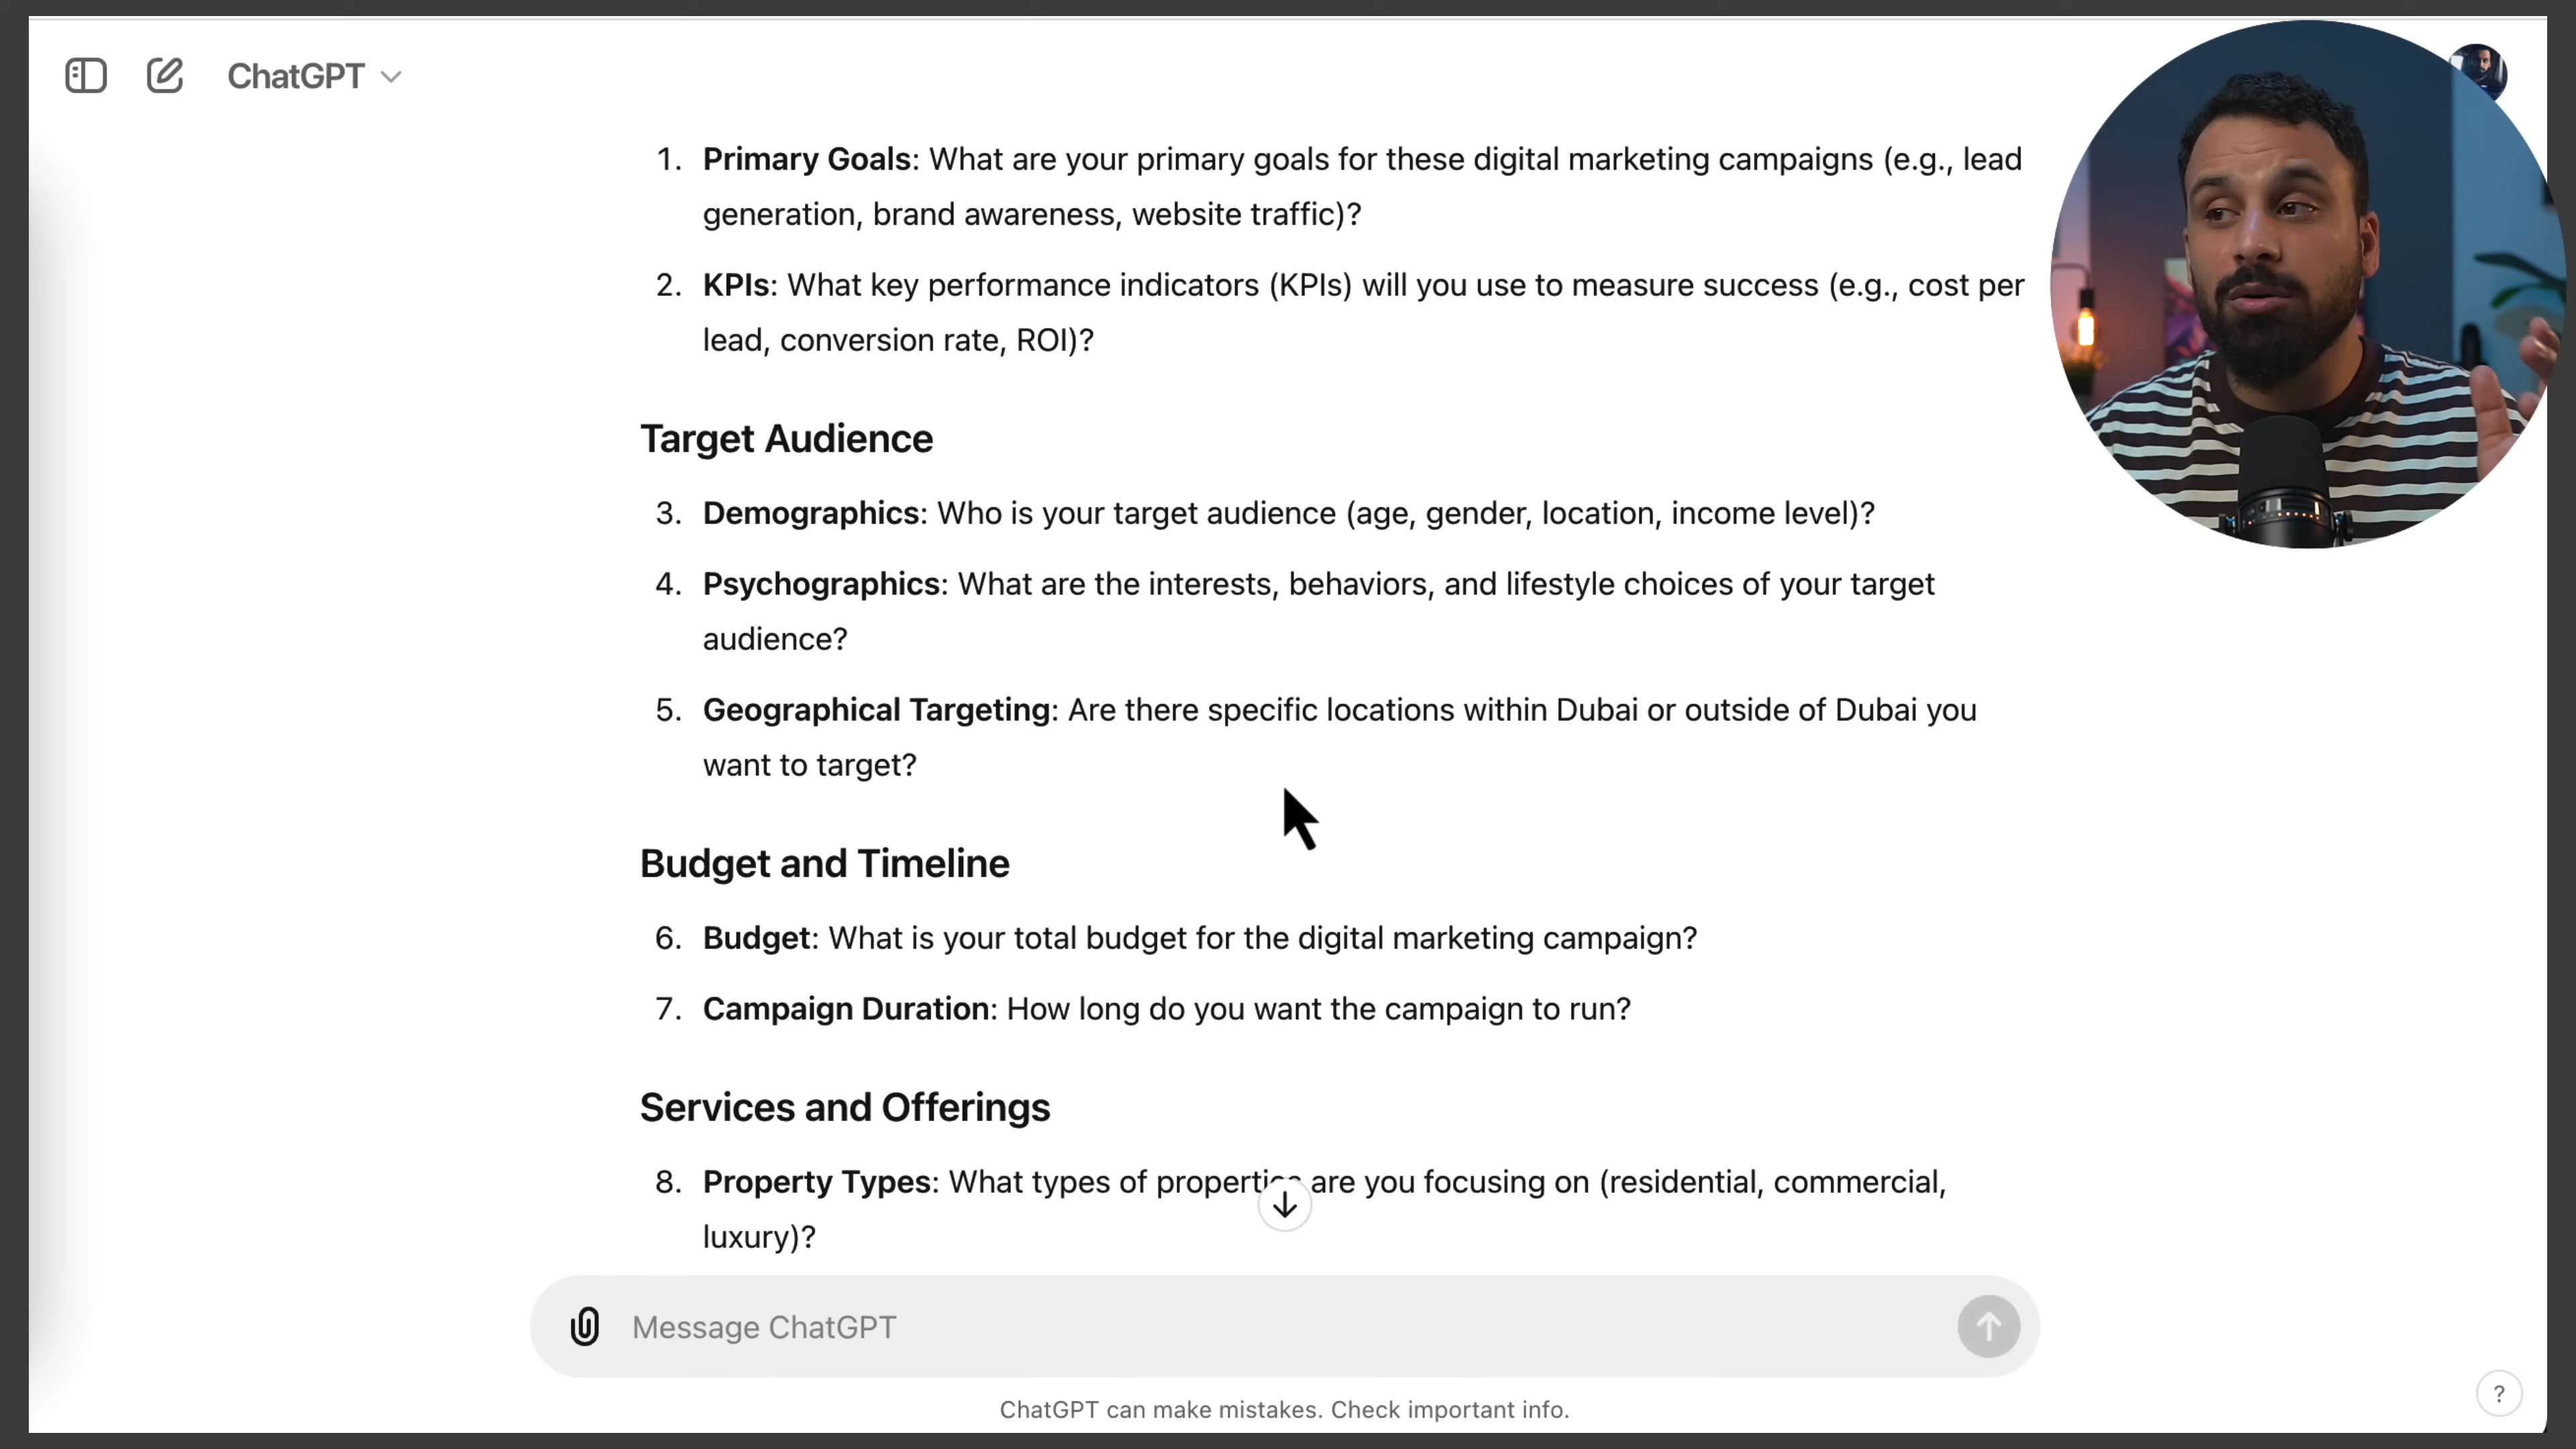 ChatGPT
1. Primary Goals: What are your primary goals for these digital marketing campaigns (e.g., lead
generation, brand awareness, website traffic)?
2. KPIs: What key performance indicators (KPIs) will you use to measure success (e.g., cost per
lead, conversion rate, ROI)?
Target Audience
3. Demographics: Who is your target audience (age, gender, location, income level)?
4. Psychographics: What are the interests, behaviors, and lifestyle choices of your target
audience?
5. Geographical Targeting: Are there specific locations within Dubai or outside of Dubai you
want to target?
Budget and Timeline
6. Budget: What is your total budget for the digital marketing campaign?
7. Campaign Duration: How long do you want the campaign to run?
Services and Offerings
8. Property Types: What types of properties are you focusing on (residential, commercial,
luxury)?
Message ChatGPT
ChatGPT can make mistakes. Check important info.
?